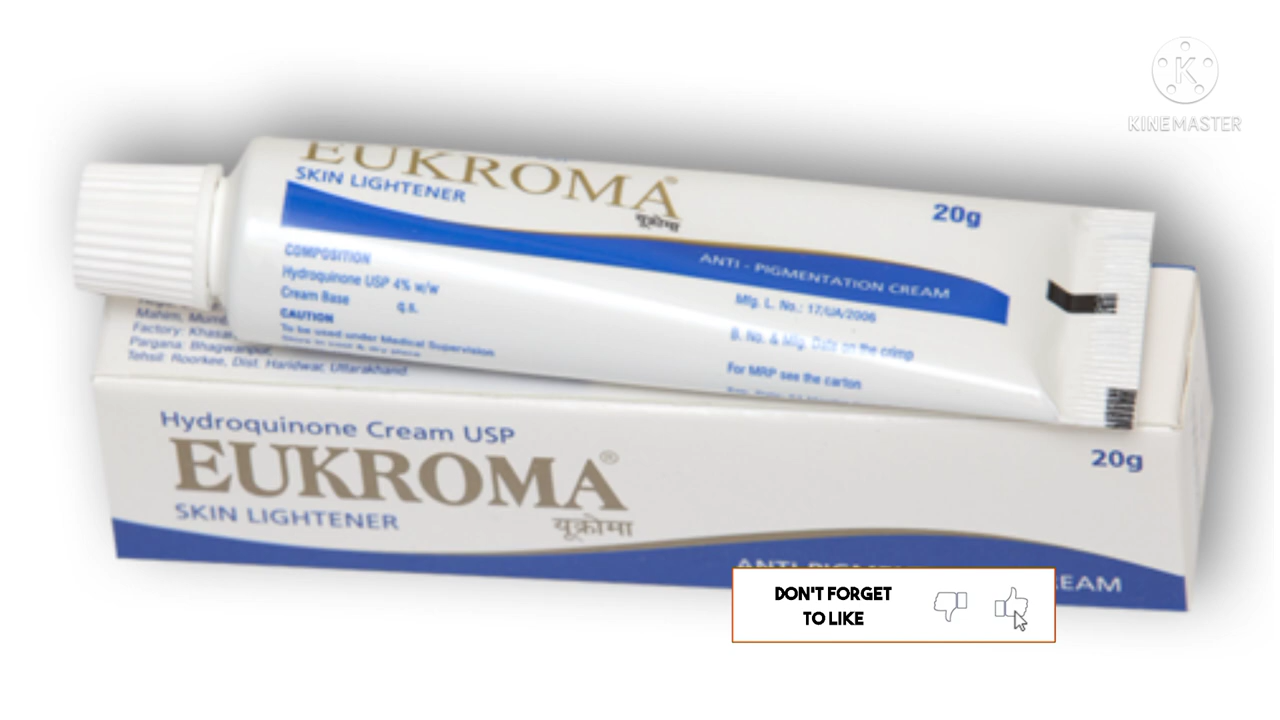 KINEMASTER
EUKROMA®
SKIN LIGHTENER
यूक्रोमा
20g
ANTI - PIGMENTATION CREAM
COMPOSITION
Hydroquinone USP 4% w/w
Cream Base q.s.
CAUTION
To be used under Medical Supervision
Mfg. L. No.: 17/UA/2006
B. No. & Mfg. Date on the crimp
For MRP see the carton
Mahim,
Factory:
Pargana: Bhagwanpur,
Tehsil: Roorkee, Dist. Haridwar, Uttarakhand.
Hydroquinone Cream USP
EUKROMA®
SKIN LIGHTENER
यूक्रोमा
20g
DON'T FORGET
TO LIKE